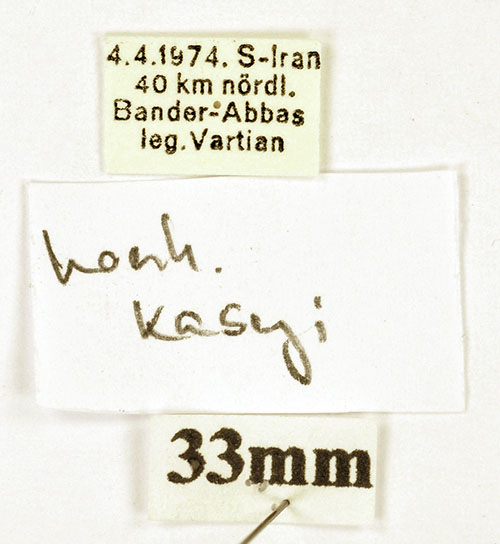 4.4.1974. S-Iran
40 km nördl.
Bander-Abbas
leg. Vartian
kasyi
33mm